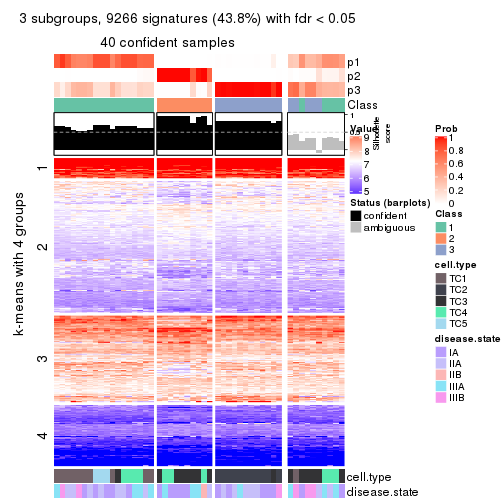 3 subgroups, 9266 signatures (43.8%) with fdr < 0.05
40 confident samples
p1
p2
p3
Class
1
0.5
Silhouette
score
k-means with 4 groups
1
2
3
4
cell.type
disease.state
Value
9
8
7
6
5
Status (barplots)
confident
ambiguous
Prob
1
0.8
0.6
0.4
0.2
0
Class
1
2
3
cell.type
TC1
TC2
TC3
TC4
TC5
disease.state
IA
IIA
IIB
IIIA
IIIB